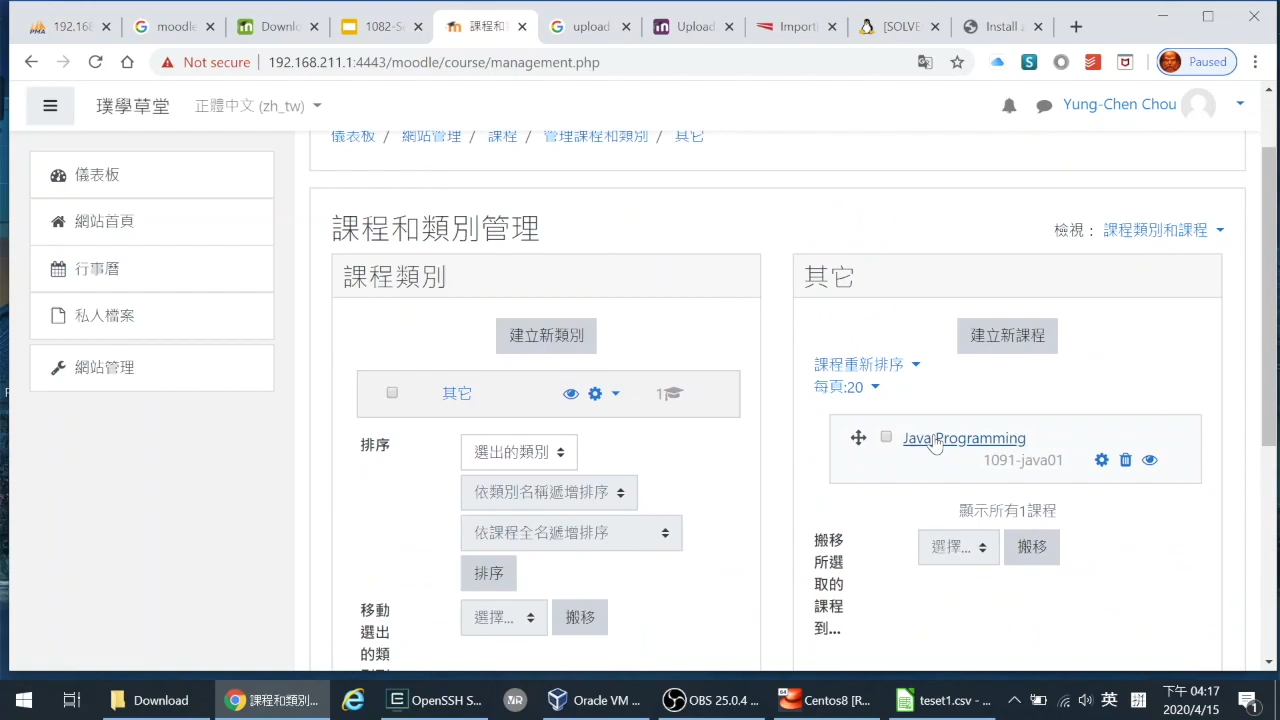 192.16
moodle
Downlo
1082-S
課程和
upload
Upload
Import
[SOLVE
Install a
Not secure
192.168.211.1:4443/moodle/course/management.php
Paused
璞學草堂
正體中文 (zh_tw)
Yung-Chen Chou
儀表板 / 網站管理 / 課程 / 管理課程和類別 / 其它
儀表板
網站首頁
行事曆
私人檔案
網站管理
課程和類別管理
檢視： 課程類別和課程
課程類別
建立新類別
其它
1
排序
選出的類別
依類別名稱遞增排序
依課程全名遞增排序
排序
移動
選出
的類
選擇...
搬移
其它
建立新課程
課程重新排序
每頁:20
Java Programming
1091-java01
顯示所有1課程
搬移
所選
取的
課程
到...
選擇...
搬移
Download
課程和類別...
OpenSSH S...
Oracle VM ...
OBS 25.0.4 ...
Centos8 [R...
teset1.csv - ...
英
下午 04:17
2020/4/15
1